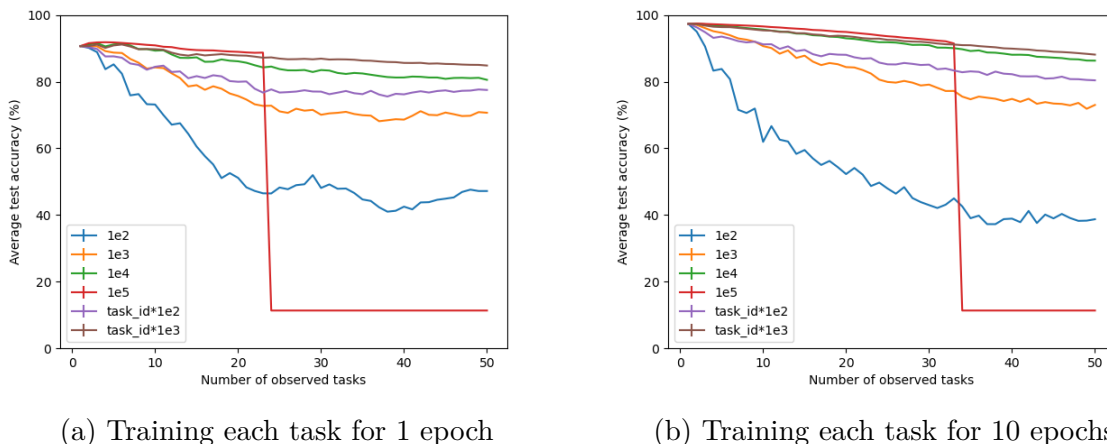 100
80
60
40
20
0
Average test accuracy (%)
1e2
1e3
1e4
1e5
task_id*1e2
task_id*1e3
0 10 20 30 40 50
Number of observed tasks
(a) Training each task for 1 epoch
100
80
60
40
20
0
Average test accuracy (%)
1e2
1e3
1e4
1e5
task_id*1e2
task_id*1e3
0 10 20 30 40 50
Number of observed tasks
(b) Training each task for 10 epochs